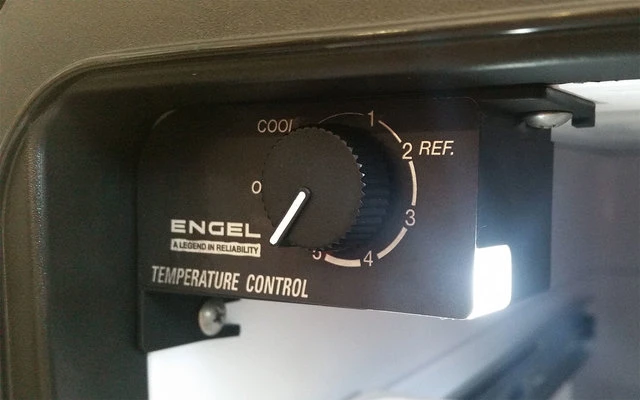 COOL
1
2 REF.
0
3
ENGEL
A LEGEND IN RELIABILITY
5
4
TEMPERATURE CONTROL